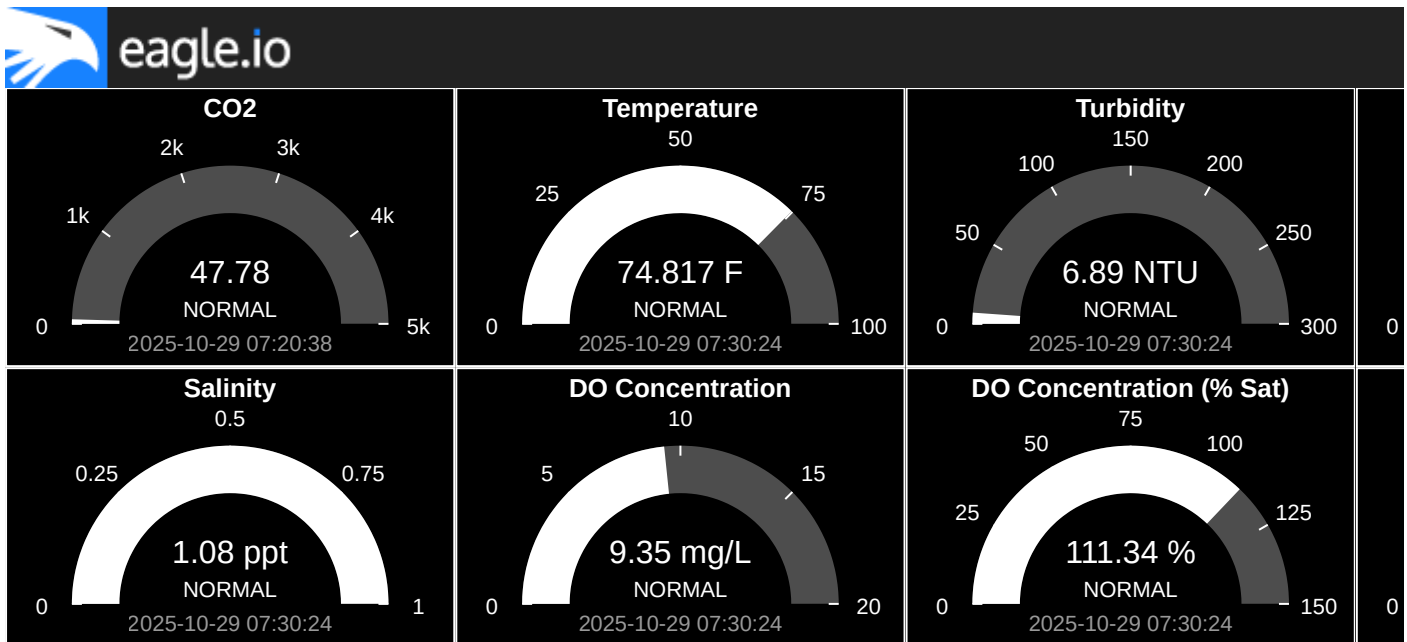 eagle.io
CO2
2k
3k
1k
4k
47.78
NORMAL
0
5k
2025-10-29 07:20:38
Temperature
50
25
75
74.817 F
NORMAL
0
100
2025-10-29 07:30:24
Turbidity
150
100
200
50
250
6.89 NTU
NORMAL
0
300
2025-10-29 07:30:24
0
Salinity
0.5
0.25
0.75
1.08 ppt
NORMAL
0
1
2025-10-29 07:30:24
DO Concentration
10
5
15
9.35 mg/L
NORMAL
0
20
2025-10-29 07:30:24
DO Concentration (% Sat)
75
50
100
25
125
111.34 %
NORMAL
0
150
2025-10-29 07:30:24
0